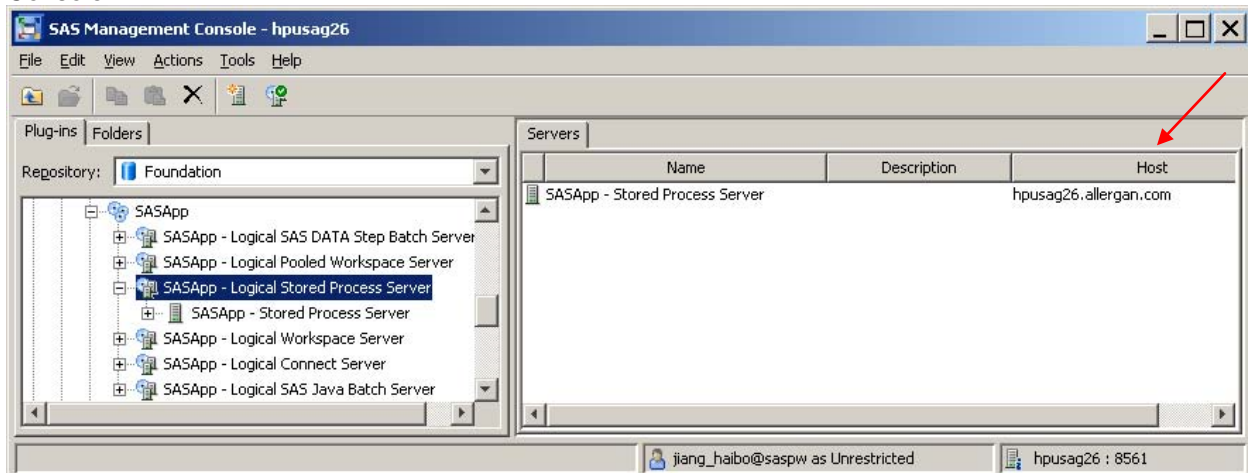 SAS Management Console - hpusag26
File Edit View Actions Tools Help
Plug-ins Folders
Repository: Foundation
SASApp
SASApp - Logical SAS DATA Step Batch Server
SASApp - Logical Pooled Workspace Server
SASApp - Logical Stored Process Server
SASApp - Stored Process Server
SASApp - Logical Workspace Server
SASApp - Logical Connect Server
SASApp - Logical SAS Java Batch Server
Servers
Name Description Host
SASApp - Stored Process Server hpusag26.allergan.com
jiang_haibo@saspw as Unrestricted hpusag26 : 8561